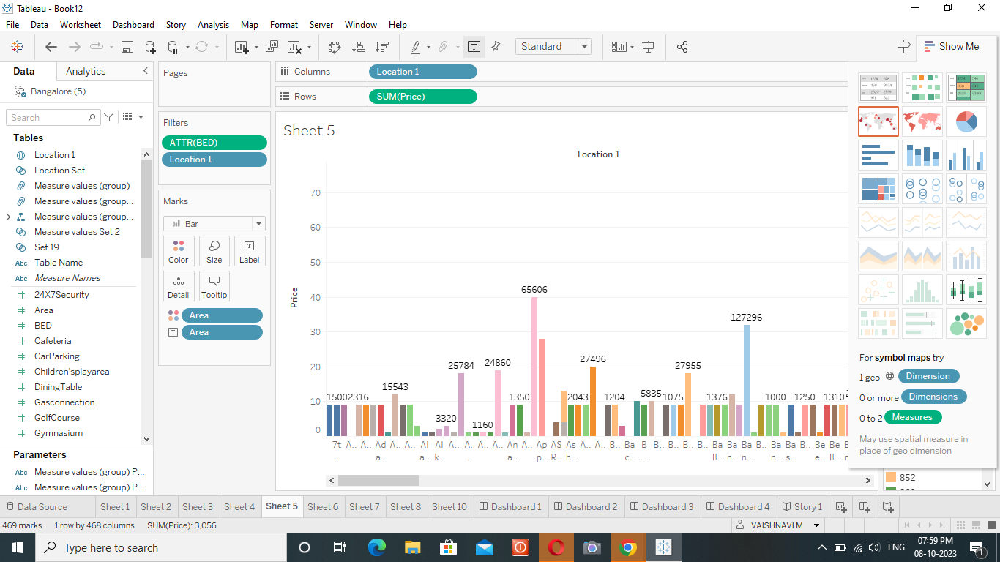 Tableau - Book12
File Data Worksheet Dashboard Story Analysis Map Format Server Window Help
Standard
Show Me
Data Analytics
Bangalore (5)
Search
Tables
Location 1
Location Set
Measure values (group)
Measure values (group...
Measure values (group...
Measure values Set 2
Set 19
Abc Table Name
Abc Measure Names
24X7Security
Area
BED
Cafeteria
CarParking
Children'splayarea
DiningTable
Gasconnection
GolfCourse
Gymnasium
Parameters
Abc Measure values (group) P...
Abc Measure values (group) P...
Pages
Filters
ATTR(BED)
Location 1
Marks
Bar
Color Size Label
Detail Tooltip
Area
Area
Columns Location 1
Rows SUM(Price)
Sheet 5
Location 1
Price
70
60
50
40
30
20
10
0
1500 2316 15543 3320 25784 1160 24860 1350 65606 2043 27496 1204 5835 1075 27955 1376 127296 1000 1250 1310
7t.. A.. Ad a.. A.. A.. Al a.. Al k.. A.. A. . A.. An a.. A.. Ap p.. AS R.. As h.. A.. B.. Ba c.. B .. B.. B.. B.. Ba ll.. Ba n.. Ba n.. B.. Ba n.. Ba s.. B.. Be e.. Be ll..
For symbol maps try
1 geo Dimension
0 or more Dimensions
0 to 2 Measures
May use spatial measure in
place of geo dimension
852
Data Source Sheet 1 Sheet 2 Sheet 3 Sheet 4 Sheet 5 Sheet 6 Sheet 7 Sheet 8 Sheet 10 Dashboard 1 Dashboard 2 Dashboard 3 Dashboard 4 Story 1
469 marks 1 row by 468 columns SUM(Price): 3,056
VAISHNAVI M
Type here to search
ENG
07:59 PM
08-10-2023
1